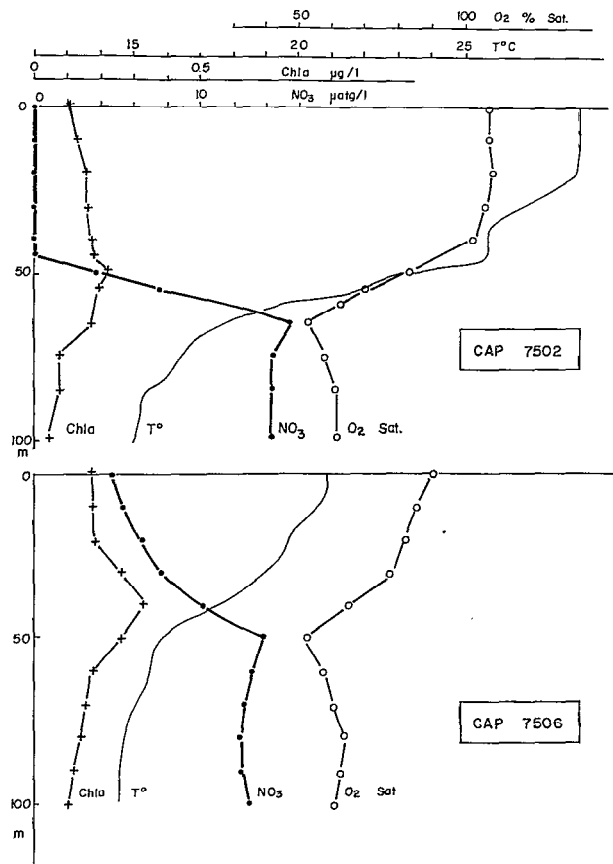 50 100 O₂ % Sat.
15 20 25 T°C
0 0.5 Chla µg/l
0 10 NO₃ µatg/l
0
50
CAP 7502
Chla T° NO₃ O₂ Sat.
100
m
0
50
CAP 7506
Chla T° NO₃ O₂ Sat
100
m